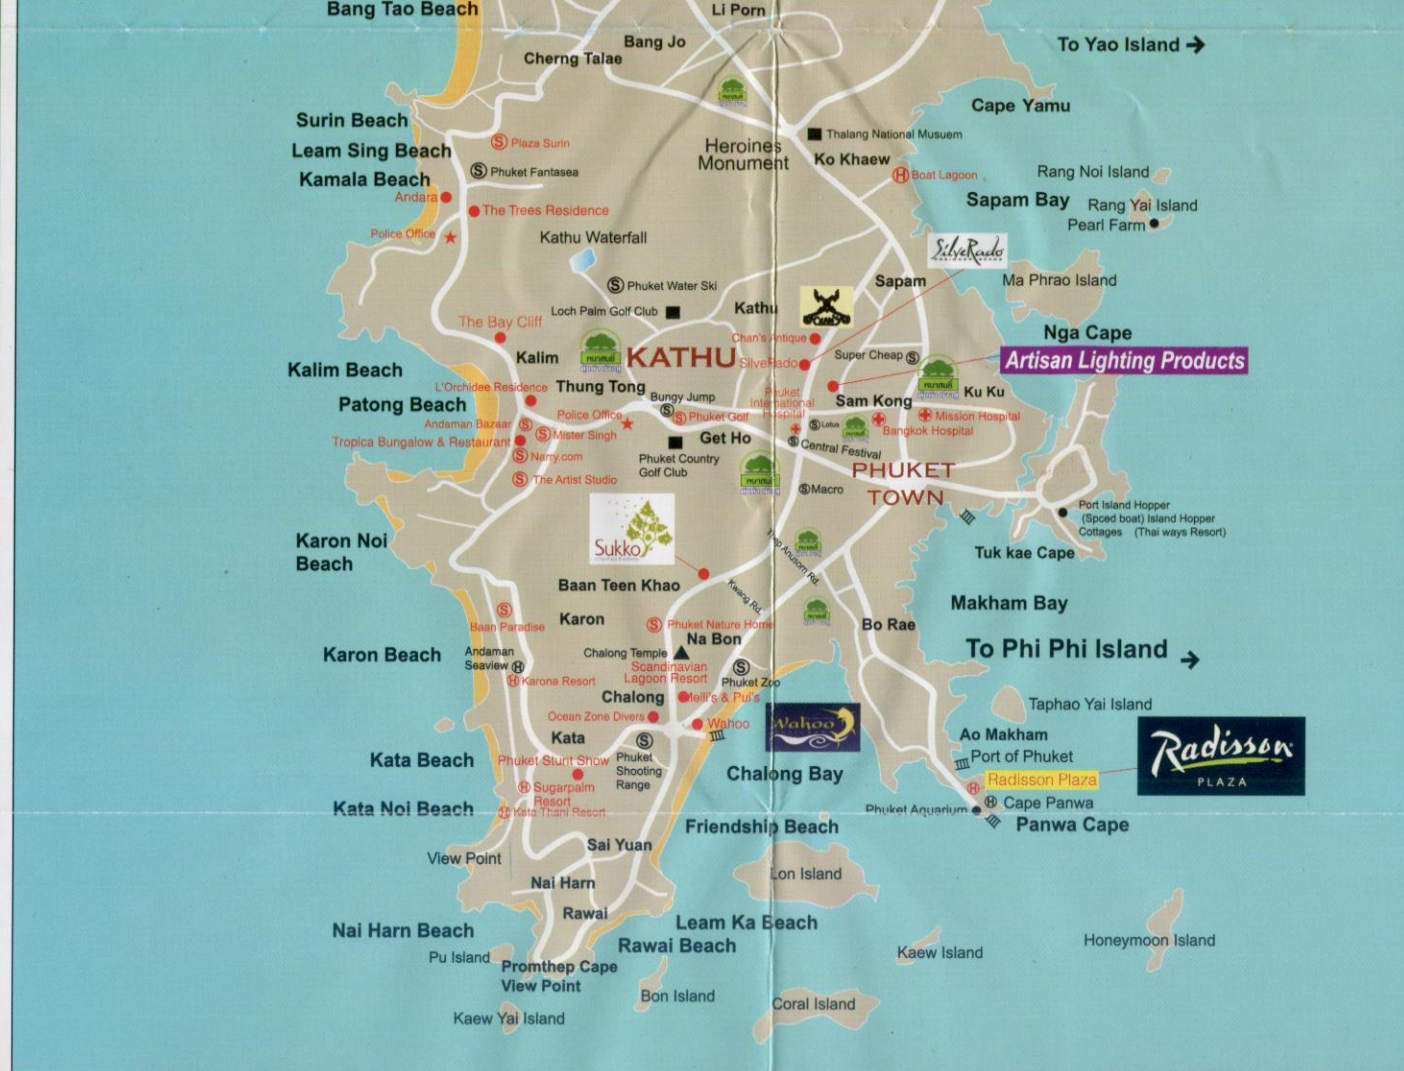 Bang Tao Beach
Li Porn
Bang Jo
Cherng Talae
To Yao Island →
Cape Yamu
Surin Beach
Leam Sing Beach
Kamala Beach
Plaza Surin
Phuket Fantasea
Andara
The Trees Residence
Police Office
Heroines
Monument
Thalang National Musuem
Ko Khaew
Boat Lagoon
Rang Noi Island
Sapam Bay
Rang Yai Island
Pearl Farm
Kathu Waterfall
SilveRado
Sapam
Ma Phrao Island
Phuket Water Ski
Loch Palm Golf Club
Kathu
The Bay Cliff
Chan's Antique
Nga Cape
Kalim
KATHU
SilveRado
Super Cheap
Artisan Lighting Products
Kalim Beach
L'Orchidee Residence
Thung Tong
Bungy Jump
Phuket
International
Hospital
Sam Kong
Ku Ku
Patong Beach
Andaman Bazaar
Police Office
Phuket Golf
Mission Hospital
Lotus
Bangkok Hospital
Tropica Bungalow & Restaurant
Mister Singh
Get Ho
Central Festival
Narry.com
Phuket Country
Golf Club
The Artist Studio
PHUKET
TOWN
Macro
Port Island Hopper
(Spced boat) Island Hopper
Cottages (Thai ways Resort)
Sukko
Thep Anusorn Rd.
Tuk kae Cape
Karon Noi
Beach
Baan Teen Khao
Kwang Rd.
Makham Bay
Baan Paradise
Karon
Phuket Nature Home
Bo Rae
Na Bon
To Phi Phi Island →
Karon Beach
Andaman
Seaview
Chalong Temple
Scandinavian
Lagoon Resort
Phuket Zoo
Karona Resort
Chalong
Melli's & Pui's
Taphao Yai Island
Ocean Zone Divers
Wahoo
Wahoo
Kata
Ao Makham
Radisson
PLAZA
Kata Beach
Phuket Stunt Show
Phuket
Shooting
Range
Chalong Bay
Port of Phuket
Radisson Plaza
Sugarpalm
Resort
Kata Noi Beach
Kata Thani Resort
Phuket Aquarium
Cape Panwa
Panwa Cape
Friendship Beach
View Point
Sai Yuan
Lon Island
Nai Harn
Rawai
Nai Harn Beach
Leam Ka Beach
Rawai Beach
Kaew Island
Honeymoon Island
Pu Island
Promthep Cape
View Point
Bon Island
Coral Island
Kaew Yai Island